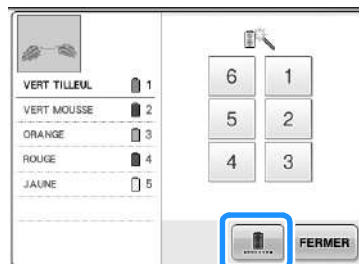 VERT TILLEUL 1
VERT MOUSSE 2
ORANGE 3
ROUGE 4
JAUNE 5
6 1
5 2
4 3
FERMER